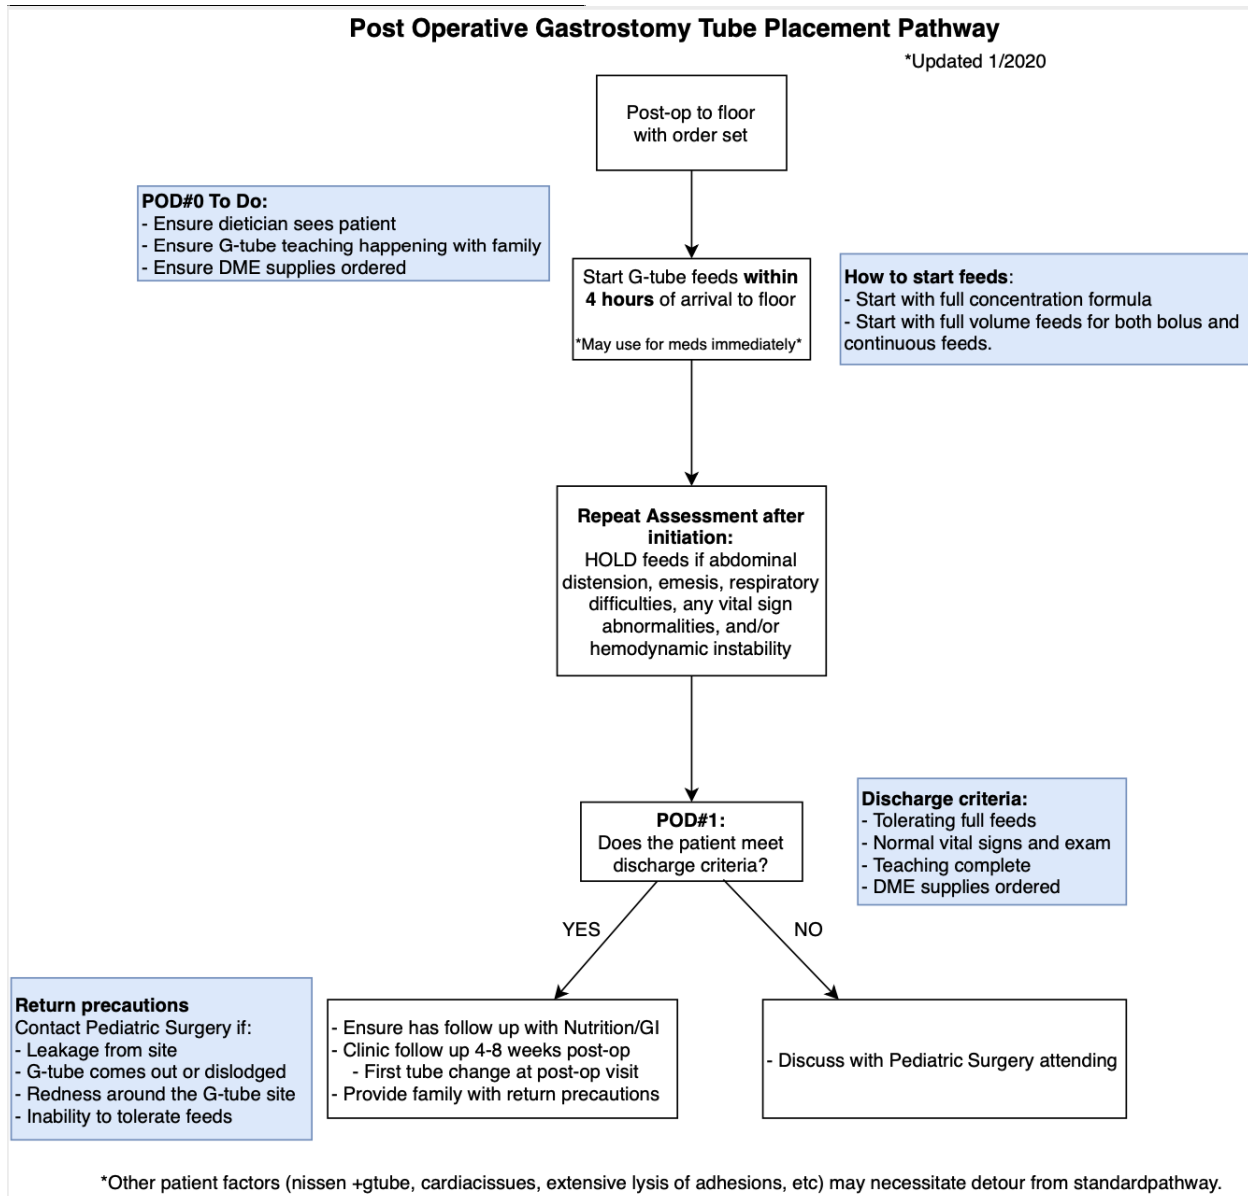 Post Operative Gastrostomy Tube Placement Pathway
*Updated 1/2020
Post-op to floor
with order set
POD#0 To Do:
- Ensure dietician sees patient
- Ensure G-tube teaching happening with family
- Ensure DME supplies ordered
Start G-tube feeds within
4 hours of arrival to floor
*May use for meds immediately*
How to start feeds:
- Start with full concentration formula
- Start with full volume feeds for both bolus and
continuous feeds.
Repeat Assessment after
initiation:
HOLD feeds if abdominal
distension, emesis, respiratory
difficulties, any vital sign
abnormalities, and/or
hemodynamic instability
POD#1:
Does the patient meet
discharge criteria?
Discharge criteria:
- Tolerating full feeds
- Normal vital signs and exam
- Teaching complete
- DME supplies ordered
YES
NO
Return precautions
Contact Pediatric Surgery if:
- Leakage from site
- G-tube comes out or dislodged
- Redness around the G-tube site
- Inability to tolerate feeds
- Ensure has follow up with Nutrition/GI
- Clinic follow up 4-8 weeks post-op
- First tube change at post-op visit
- Provide family with return precautions
- Discuss with Pediatric Surgery attending
*Other patient factors (nissen +gtube, cardiacissues, extensive lysis of adhesions, etc) may necessitate detour from standardpathway.